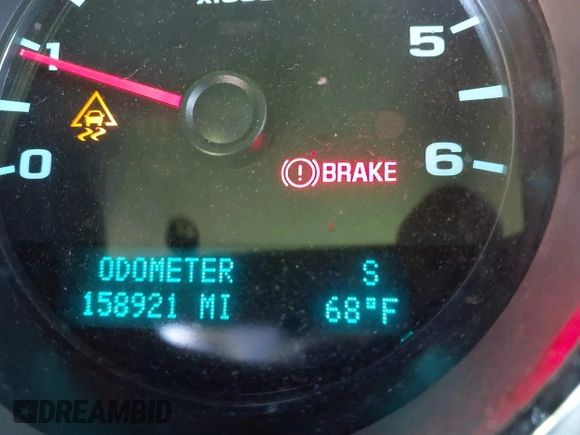 5
1
0
6
(!) BRAKE
ODOMETER S
158921 MI 68°F
DREAMBID